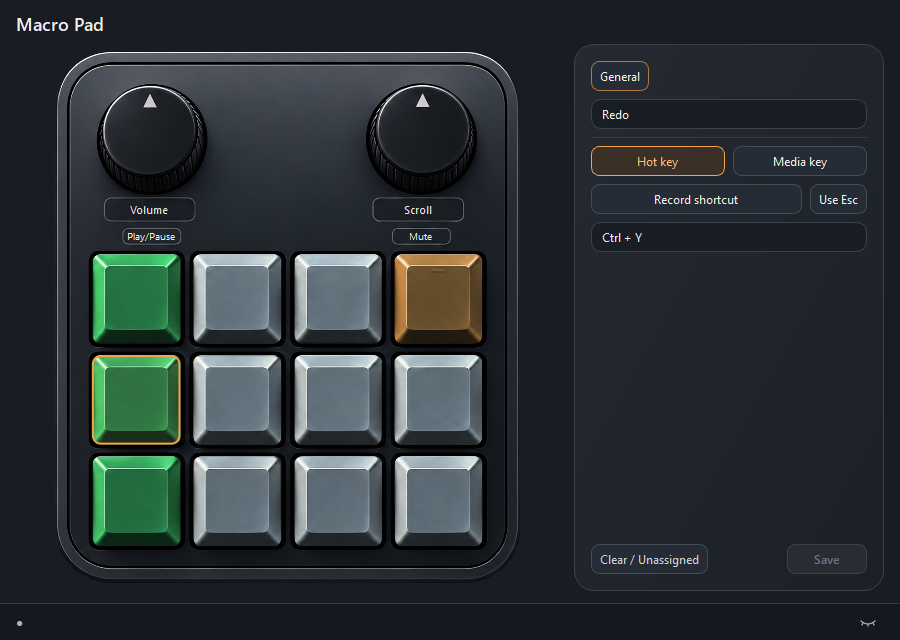 Macro Pad
Volume
Play/Pause
Scroll
Mute
General
Redo
Hot key
Media key
Record shortcut
Use Esc
Ctrl + Y
Clear / Unassigned
Save